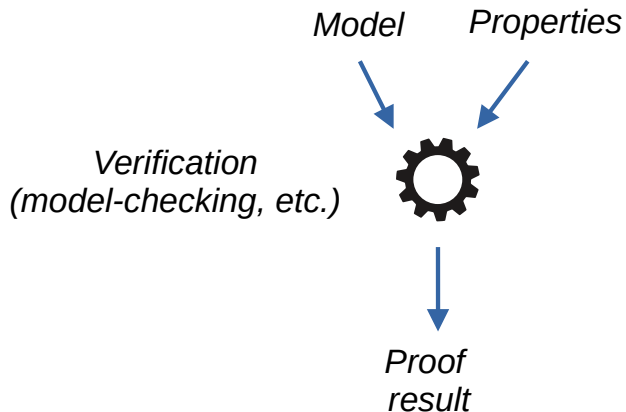 Model
Properties
Verification
(model-checking, etc.)
Proof
result